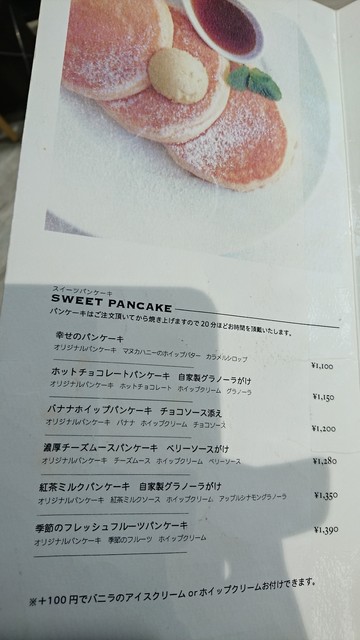 スイーツパンケーキ
SWEET PANCAKE
パンケーキはご注文頂いてから焼き上げますので20分ほどお時間を頂戴いたします。
幸せのパンケーキ
オリジナルパンケーキ マヌカハニーのホイップバター カラメルシロップ
¥1,100
ホットチョコレートパンケーキ 自家製グラノーラがけ
オリジナルパンケーキ ホットチョコレート ホイップクリーム グラノーラ
¥1,150
バナナホイップパンケーキ チョコソース添え
オリジナルパンケーキ バナナ ホイップクリーム チョコソース
¥1,200
濃厚チーズムースパンケーキ ベリーソースがけ
オリジナルパンケーキ チーズムース ホイップクリーム ベリーソース
¥1,280
紅茶ミルクパンケーキ 自家製グラノーラがけ
オリジナルパンケーキ 紅茶ミルクソース ホイップクリーム アップルシナモングラノーラ
¥1,350
季節のフレッシュフルーツパンケーキ
オリジナルパンケーキ 季節のフルーツ ホイップクリーム
¥1,390
※+100円でバニラのアイスクリーム or ホイップクリームお付けできます。